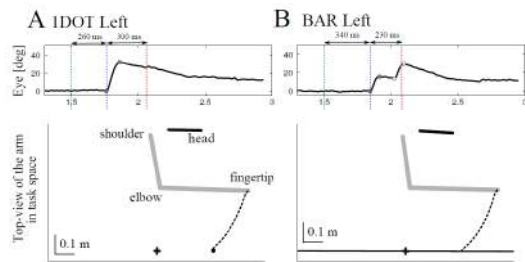 A 1DOT Left
B BAR Left
260 ms 300 ms
340 ms 230 ms
Eye [deg]
40
20
0
1 1.5 2 2.5 3
40
20
0
1 1.5 2 2.5 3
Top-view of the arm
in task space
shoulder
head
elbow
fingertip
0.1 m
0.1 m